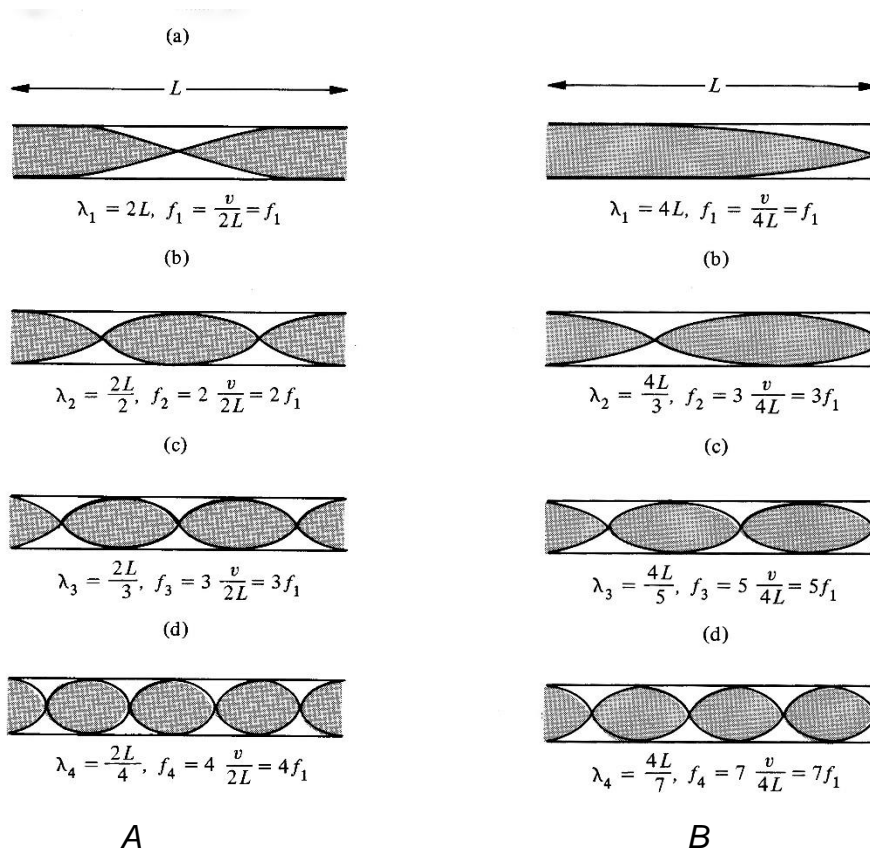 (a)
L
λ₁ = 2L, f₁ = v/2L = f₁
(b)
λ₂ = 2L/2, f₂ = 2 v/2L = 2f₁
(c)
λ₃ = 2L/3, f₃ = 3 v/2L = 3f₁
(d)
λ₄ = 2L/4, f₄ = 4 v/2L = 4f₁
A
L
λ₁ = 4L, f₁ = v/4L = f₁
(b)
λ₂ = 4L/3, f₂ = 3 v/4L = 3f₁
(c)
λ₃ = 4L/5, f₃ = 5 v/4L = 5f₁
(d)
λ₄ = 4L/7, f₄ = 7 v/4L = 7f₁
B